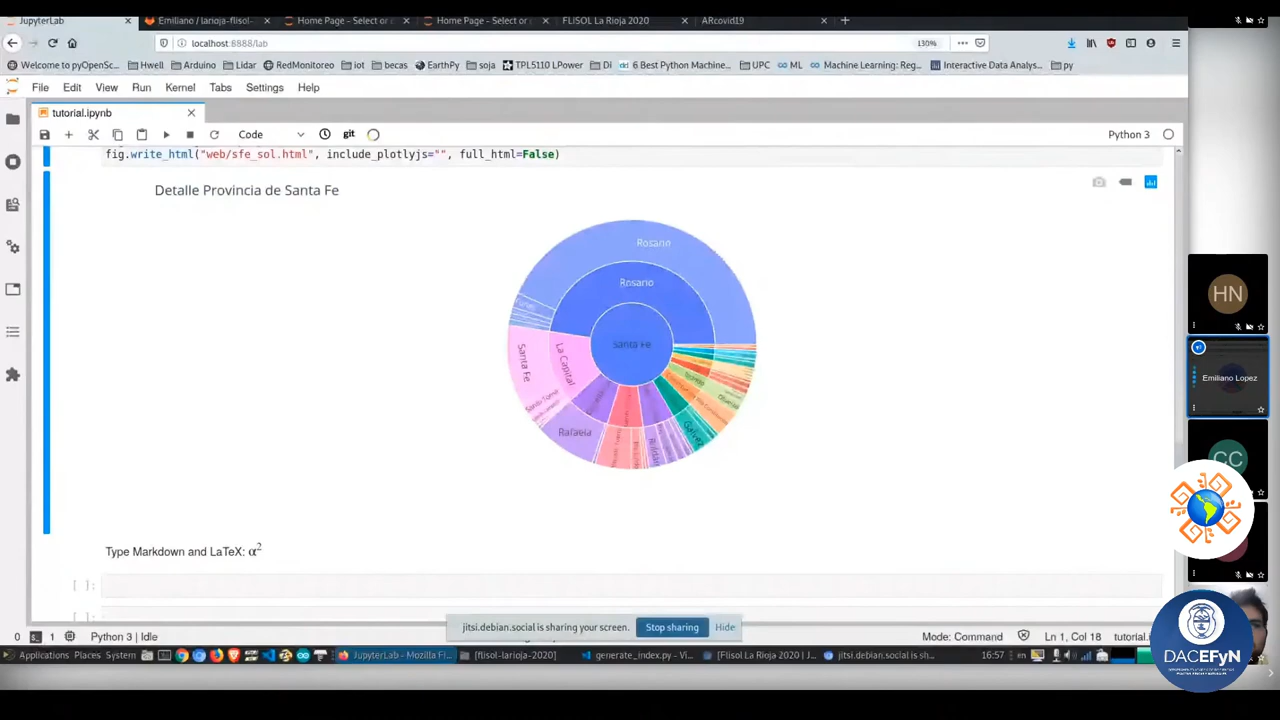 JupyterLab
Emiliano / larioja-flisol-
Home Page - Select or c
Home Page - Select or c
FLISOL La Rioja 2020
ARcovid19
localhost:8888/lab
130%
Welcome to pyOpenSc...
Hwell
Arduino
Lidar
RedMonitoreo
iot
becas
EarthPy
soja
TPL5110 LPower
Di
6 Best Python Machine...
UPC
ML
Machine Learning: Reg...
Interactive Data Analys...
py
File Edit View Run Kernel Tabs Settings Help
tutorial.ipynb
Code
git
Python 3
fig.write_html("web/sfe_sol.html", include_plotlyjs="", full_html=False)
Detalle Provincia de Santa Fe
Rosario
Rosario
Santa Fe
La Capital
Santa Fe
Santo Tomé
Rafaela
Galvez
Type Markdown and LaTeX: α²
[ ]:
[ ]:
HN
Emiliano Lopez
CC
jitsi.debian.social is sharing your screen.
Stop sharing
Hide
0
1
Python 3 | Idle
Mode: Command
Ln 1, Col 18
tutorial.
Applications Places System
JupyterLab - Mozilla Fi...
[flisol-larioja-2020]
generate_index.py - Vi...
[Flisol La Rioja 2020 | J...
jitsi.debian.social is sh...
16:57
en
DACEFyN